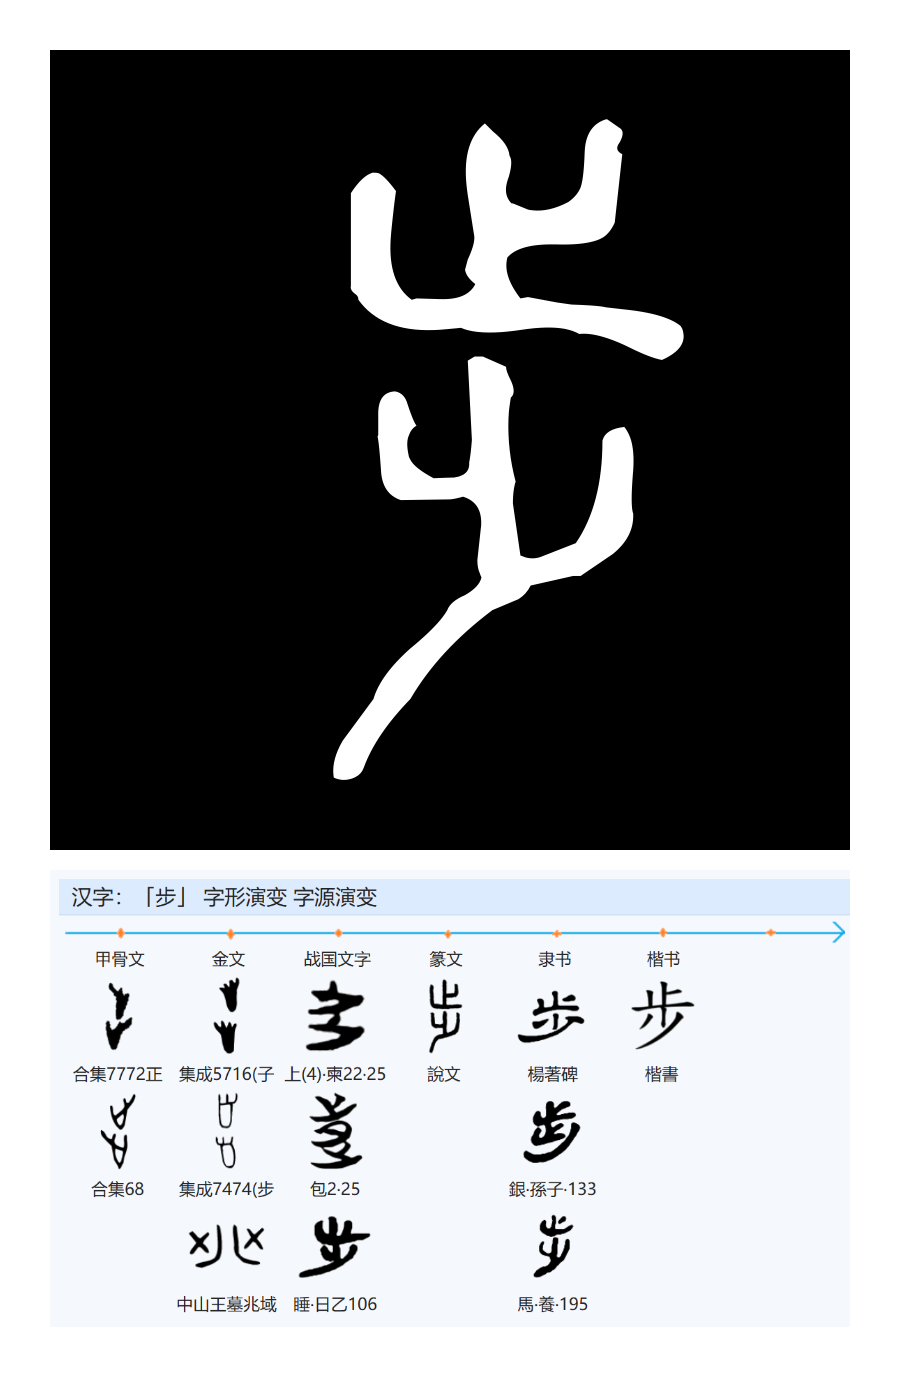 步
汉字：「步」 字形演变 字源演变
甲骨文 金文 战国文字 篆文 隶书 楷书
合集7772正 集成5716(子 上(4)·柬22·25 說文 楊著碑 楷書
合集68 集成7474(步 包2·25 銀·孫子·133
中山王墓兆域 睡·日乙106 馬·養·195